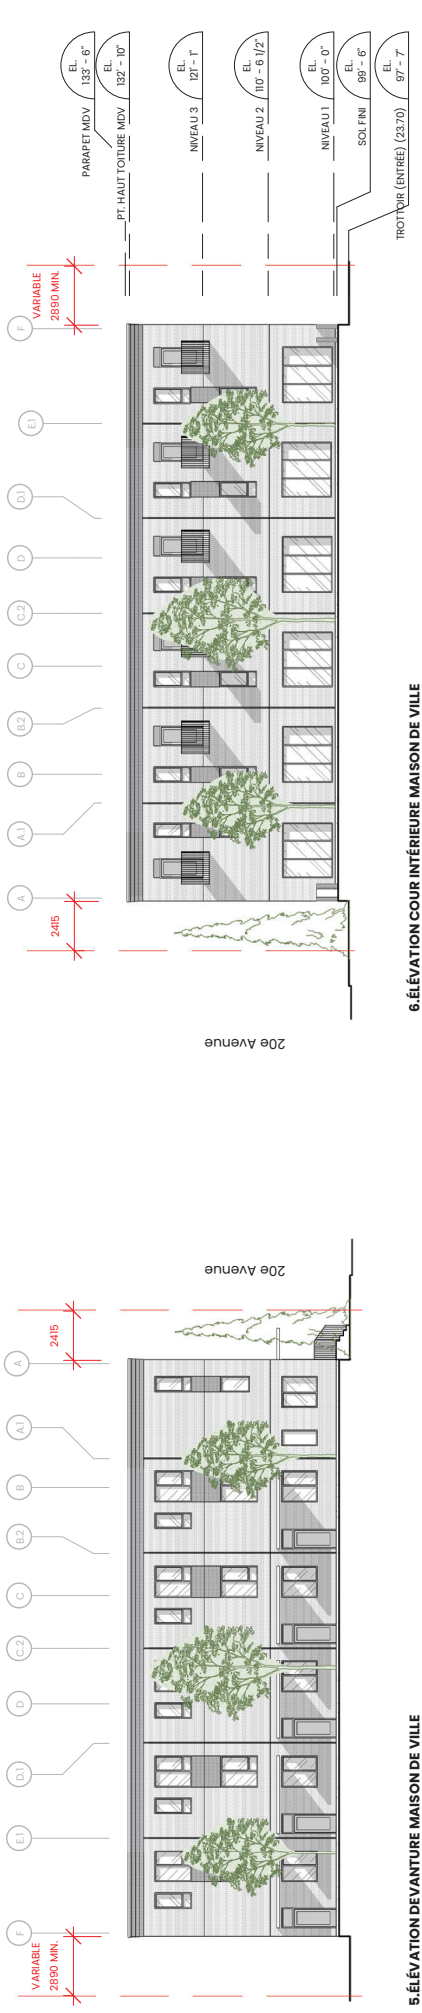 VARIABLE
2890 MIN.
F
E.1
D.1
D
C.2
C
B.2
B
A.1
A
2415
20e Avenue
5.ÉLÉVATION DEVANTURE MAISON DE VILLE
20e Avenue
2415
A
A.1
B
B.2
C
C.2
D
D.1
E.1
F
VARIABLE
2890 MIN.
EL.
133' - 6"
PARAPET MDV
EL.
132' - 10"
PT. HAUT TOITURE MDV
EL.
121' - 1"
NIVEAU 3
EL.
110' - 6 1/2"
NIVEAU 2
EL.
100' - 0"
NIVEAU 1
EL.
99' - 6"
SOL FINI
EL.
97' - 7"
TROTTOIR (ENTRÉE) (23.70)
6.ÉLÉVATION COUR INTÉRIEURE MAISON DE VILLE